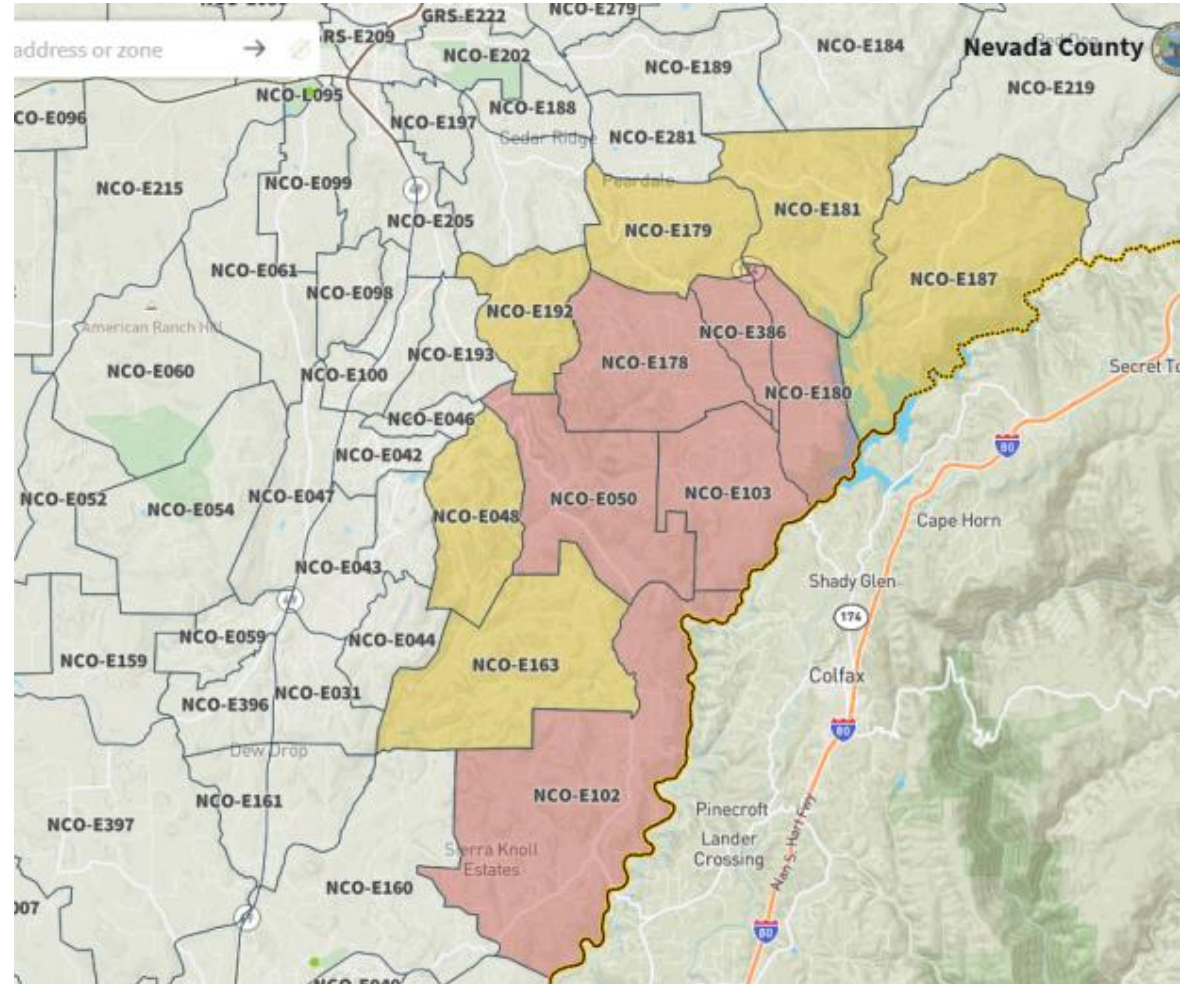 GRS-E222
NCO-E279
RS-E209
address or zone
NCO-E202
NCO-E184
Nevada County
NCO-E189
NCO-E219
NCO-L095
NCO-E188
CO-E096
NCO-E197
Cedar Ridge
NCO-E281
NCO-E215
NCO-E099
Peardale
49
NCO-E205
NCO-E181
NCO-E179
NCO-E061
NCO-E187
NCO-E098
NCO-E192
American Ranch Hill
NCO-E386
NCO-E193
NCO-E178
NCO-E060
NCO-E100
Secret To
NCO-E180
NCO-E046
80
NCO-E042
NCO-E052
NCO-E047
NCO-E050
NCO-E103
NCO-E054
NCO-E048
Cape Horn
NCO-E043
Shady Glen
174
NCO-E059
NCO-E044
NCO-E159
NCO-E163
Colfax
NCO-E396
NCO-E031
80
Dew Drop
NCO-E102
NCO-E161
Pinecroft
NCO-E397
Lander
Crossing
Alan S. Hart Fwy
Sierra Knoll
Estates
NCO-E160
007
80